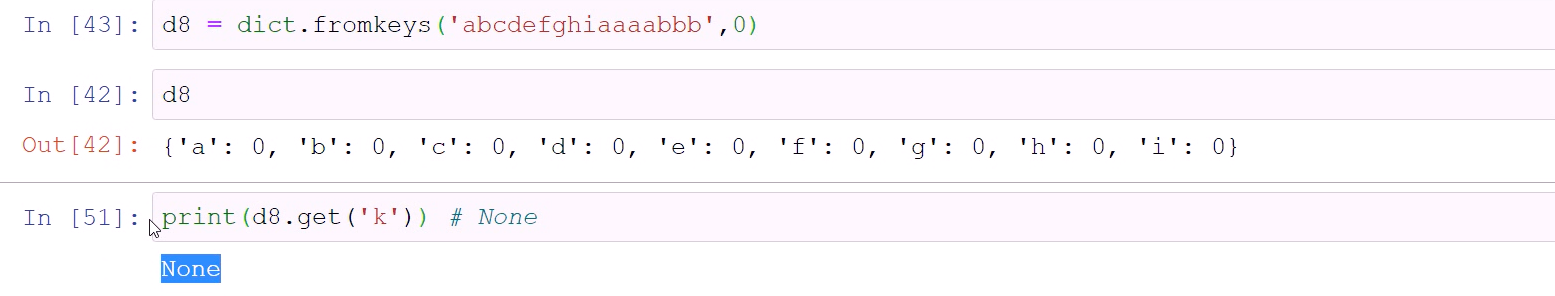 In [43]: d8 = dict.fromkeys('abcdefghiaaaabbb',0)
In [42]: d8
Out[42]: {'a': 0, 'b': 0, 'c': 0, 'd': 0, 'e': 0, 'f': 0, 'g': 0, 'h': 0, 'i': 0}
In [51]: print(d8.get('k')) # None
None